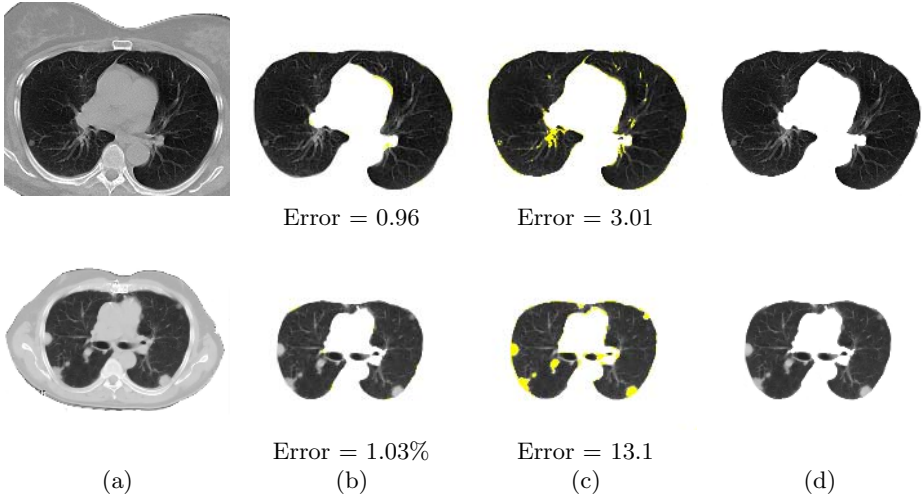 Error = 0.96 Error = 3.01
Error = 1.03% Error = 13.1
(a) (b) (c) (d)